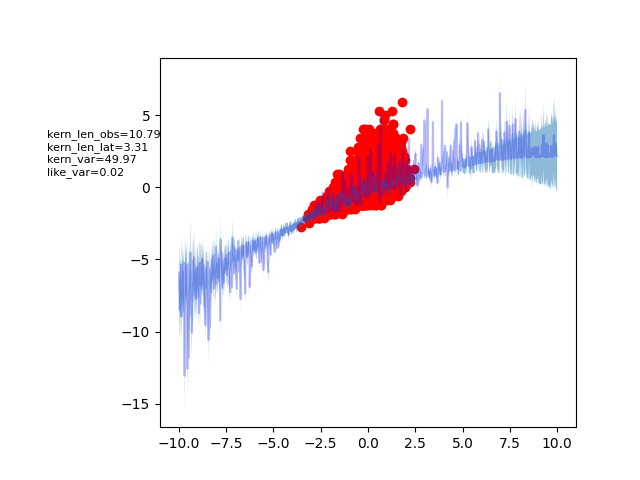 kern_len_obs=10.79
kern_len_lat=3.31
kern_var=49.97
like_var=0.02
5
0
−5
−10
−15
−10.0 −7.5 −5.0 −2.5 0.0 2.5 5.0 7.5 10.0